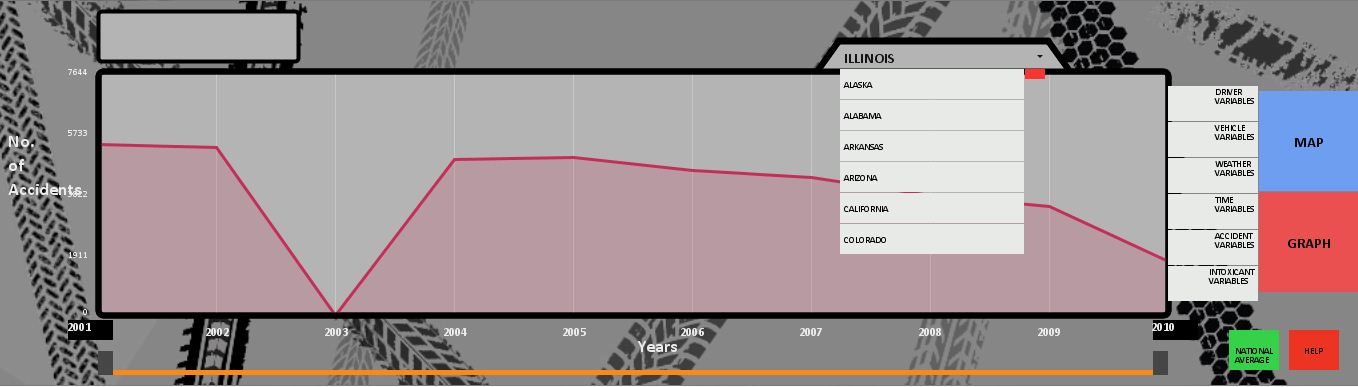 ILLINOIS
7644
ALASKA
DRIVER
VARIABLES
ALABAMA
5733
VEHICLE
VARIABLES
No.
of
Accidents
MAP
ARKANSAS
WEATHER
VARIABLES
ARIZONA
3822
TIME
VARIABLES
CALIFORNIA
ACCIDENT
VARIABLES
GRAPH
COLORADO
1911
INTOXICANT
VARIABLES
0
2001
2002
2003
2004
2005
2006
2007
2008
2009
2010
Years
NATIONAL
AVERAGE
HELP